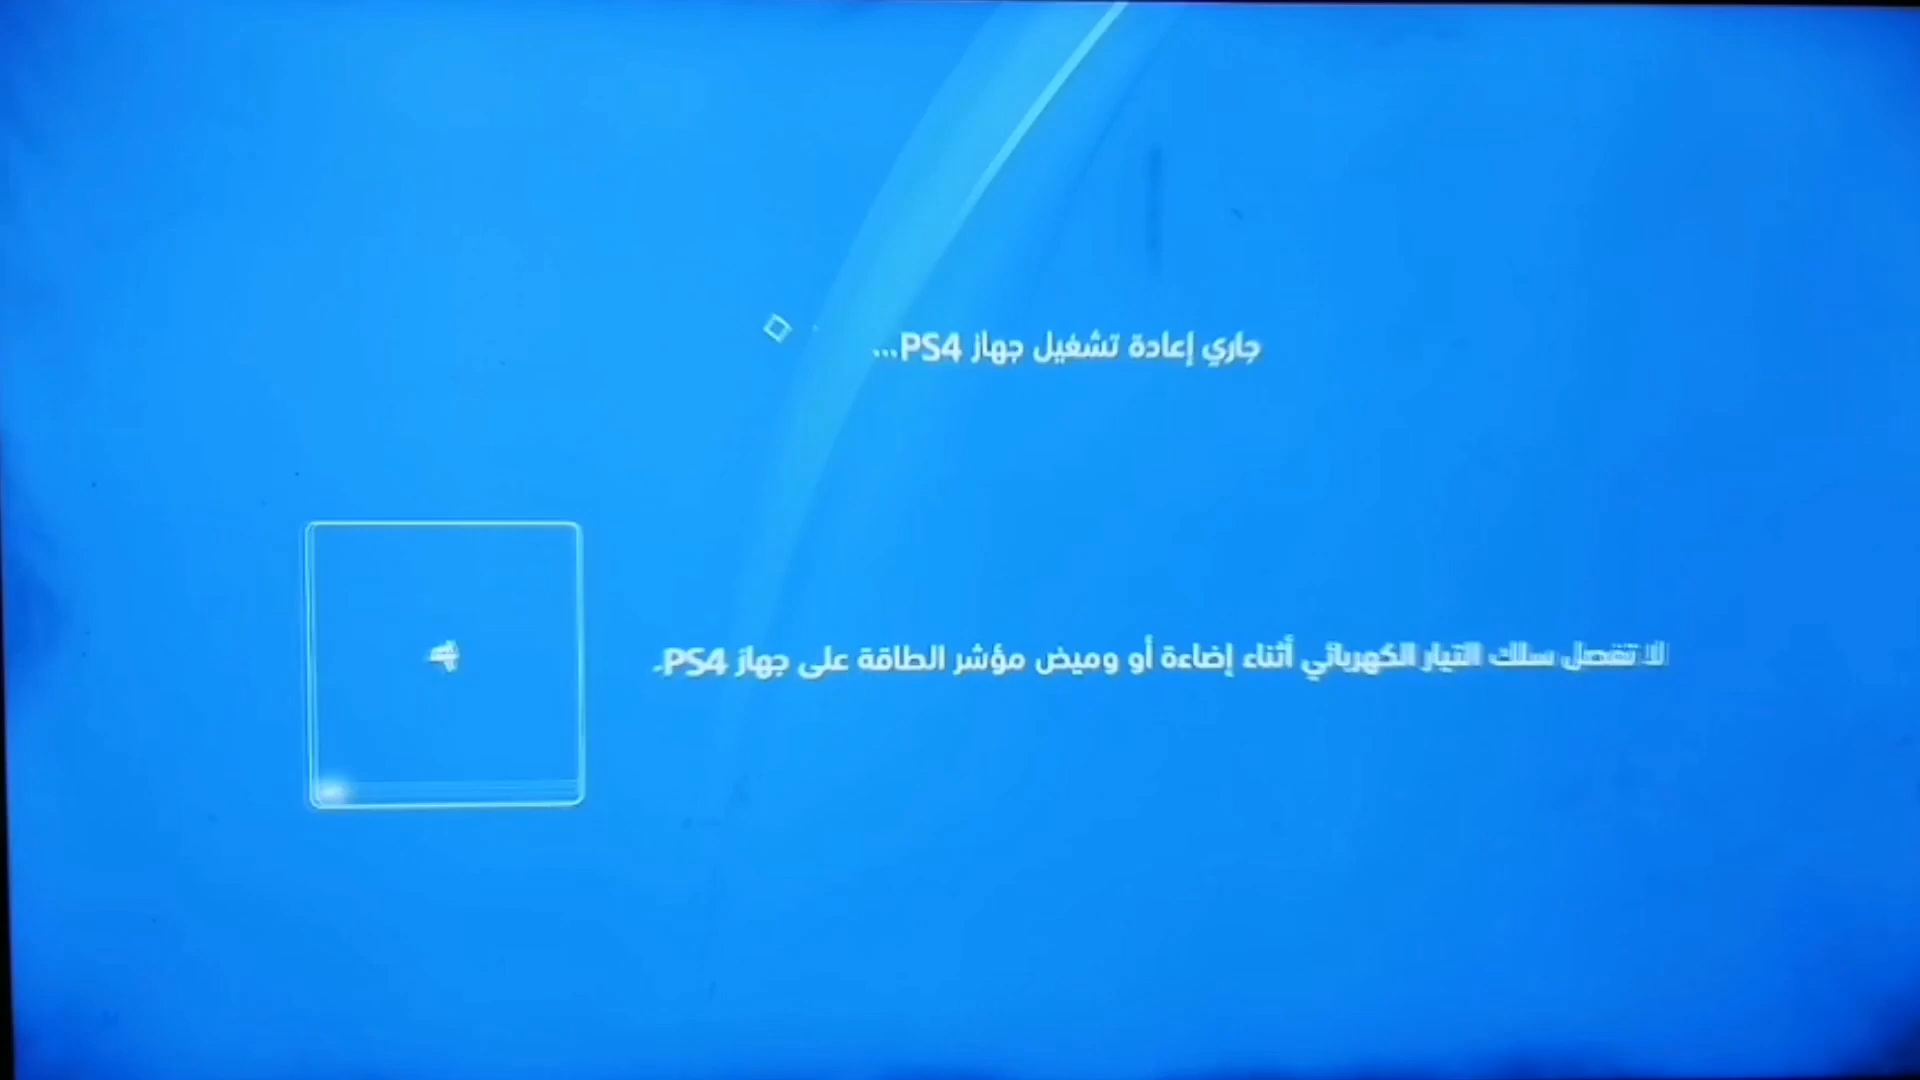 جاري إعادة تشغيل جهاز PS4...
لا تفصل سلك التيار الكهربائي أثناء إضاءة أو وميض مؤشر الطاقة على جهاز PS4.